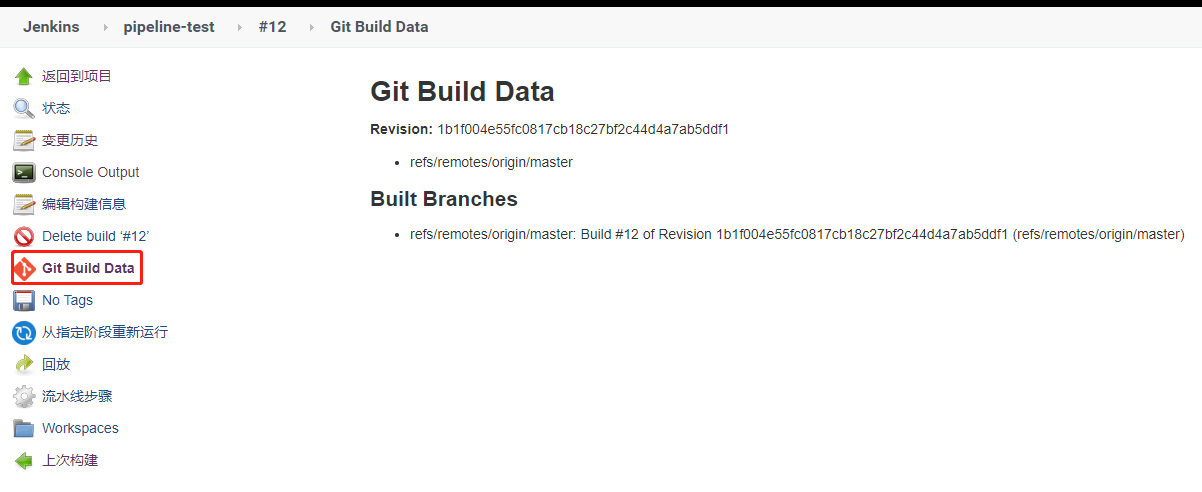 Jenkins pipeline-test #12 Git Build Data
返回到项目
状态
变更历史
Console Output
编辑构建信息
Delete build ‘#12’
Git Build Data
No Tags
从指定阶段重新运行
回放
流水线步骤
Workspaces
上次构建
Git Build Data
Revision: 1b1f004e55fc0817cb18c27bf2c44d4a7ab5ddf1
refs/remotes/origin/master
Built Branches
refs/remotes/origin/master: Build #12 of Revision 1b1f004e55fc0817cb18c27bf2c44d4a7ab5ddf1 (refs/remotes/origin/master)